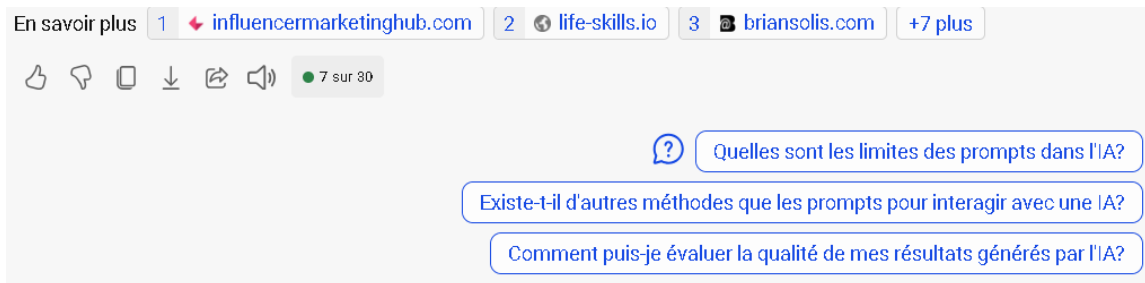 En savoir plus 1 influencermarketinghub.com 2 life-skills.io 3 briansolis.com +7 plus
7 sur 30
Quelles sont les limites des prompts dans l'IA?
Existe-t-il d'autres méthodes que les prompts pour interagir avec une IA?
Comment puis-je évaluer la qualité de mes résultats générés par l'IA?